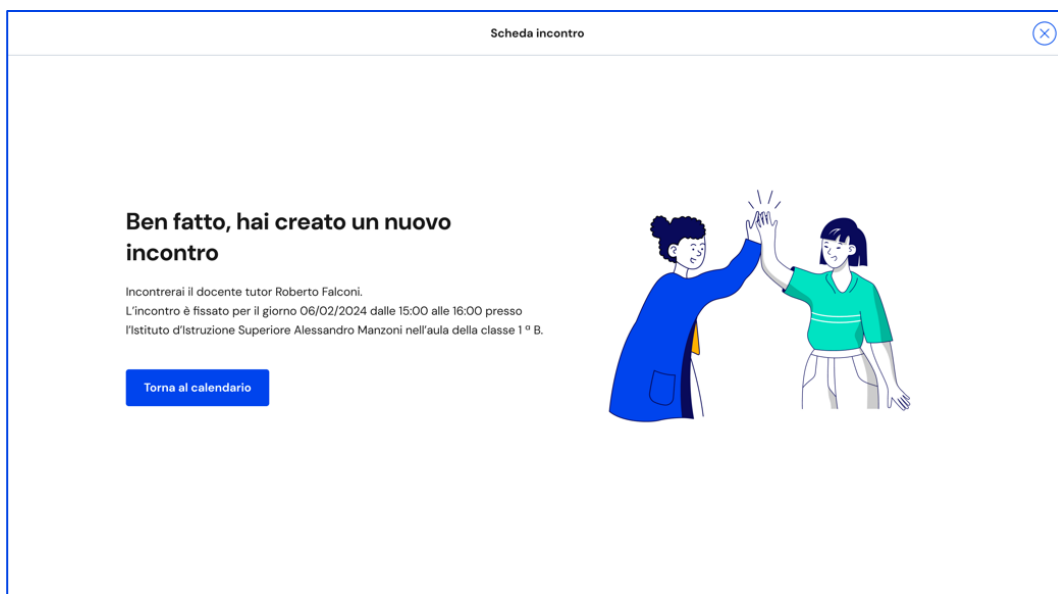 Scheda incontro
Ben fatto, hai creato un nuovo
incontro
Incontrerai il docente tutor Roberto Falconi.
L'incontro è fissato per il giorno 06/02/2024 dalle 15:00 alle 16:00 presso
l'Istituto d'Istruzione Superiore Alessandro Manzoni nell'aula della classe 1 ª B.
Torna al calendario